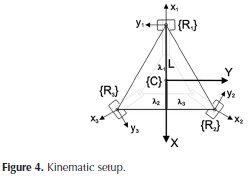 x₁
y₁ {R₁}
λ₁ L
{C} Y
{R₃} y₂
λ₂ λ₃
x₃ y₃ {R₂} x₂
X
Figure 4. Kinematic setup.